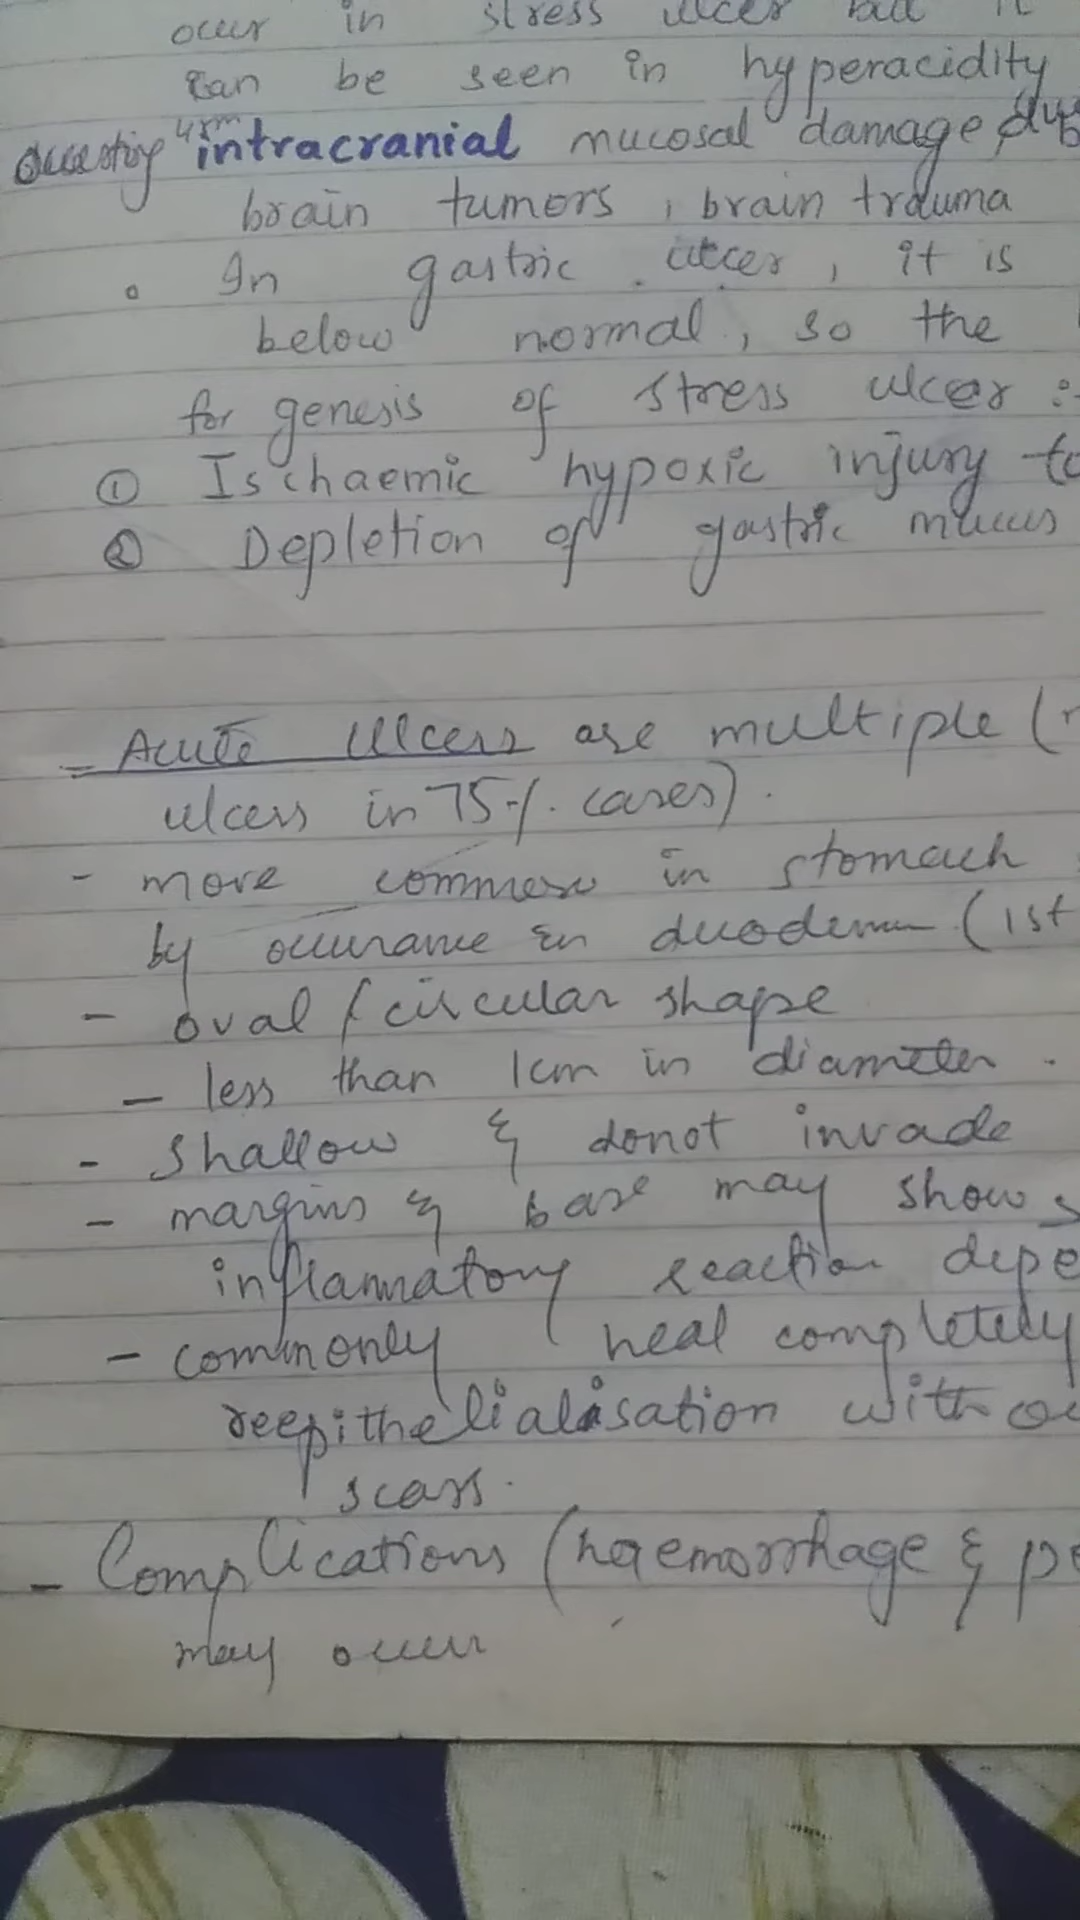 occur in stress ulcer but it
can be seen in hyperacidity
intracranial mucosal damage,
brain tumors, brain trauma
• In gastric ulcer, it is
below normal, so the
for genesis of stress ulcer :-
① Ischaemic hypoxic injury to
② Depletion of gastric mucus
- Acute Ulcers are multiple (
ulcers in 75% cases).
- more common in stomach
by occurance in duodenum (1st
- oval / circular shape
- less than 1cm in diameter.
- shallow & donot invade
- margins & base may show
inflammatory reaction depe
- commonly heal completely
reepithelialisation with
scars.
- Complications (haemorrhage & pe
may occur